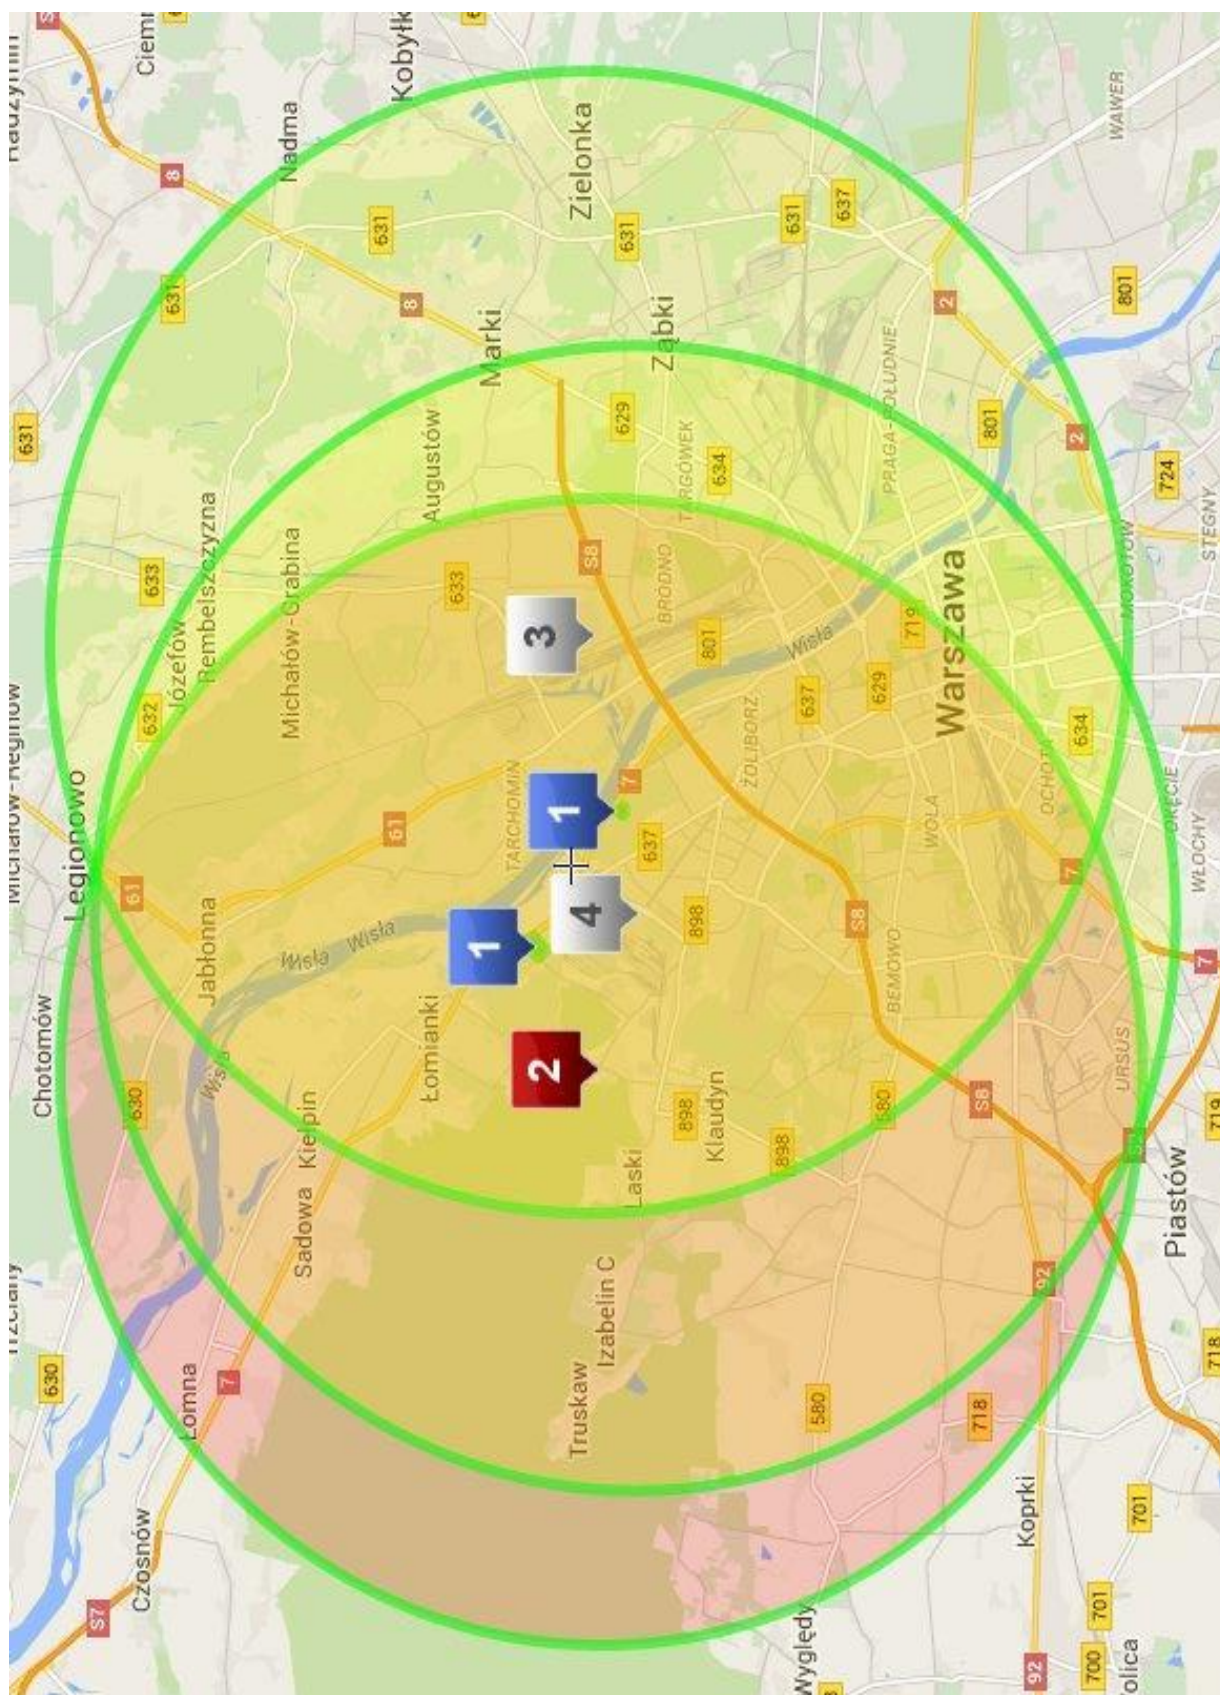 631
630
Chotomów
Legionowo
S7
Czosnów
630
61
632
633
Łomna
Józefów
631
8
Jabłonna
Rembelszczyzna
Wisła
7
Sadowa
Kiełpin
Wisła
Michałów-Grabina
Nadma
Wisła
631
61
8
Łomianki
Augustów
633
1
Marki
TARCHOMIN
2
3
1
Truskaw
4
Zielonka
S8
Izabelin C
629
631
7
Laski
637
BRÓDNO
Ząbki
898
898
TARGÓWEK
801
634
Klaudyn
ŻOLIBORZ
898
631
Wyględy
637
Wisła
580
637
S8
580
629
BEMOWO
PRAGA-POŁUDNIE
719
WOLA
2
Warszawa
718
S8
801
Koprki
92
92
OCHOTA
7
634
2
700
701
URSUS
MOKOTÓW
801
WAWER
701
S8
724
OKĘCIE
Piastów
WŁOCHY
7
STEGNY
718
719